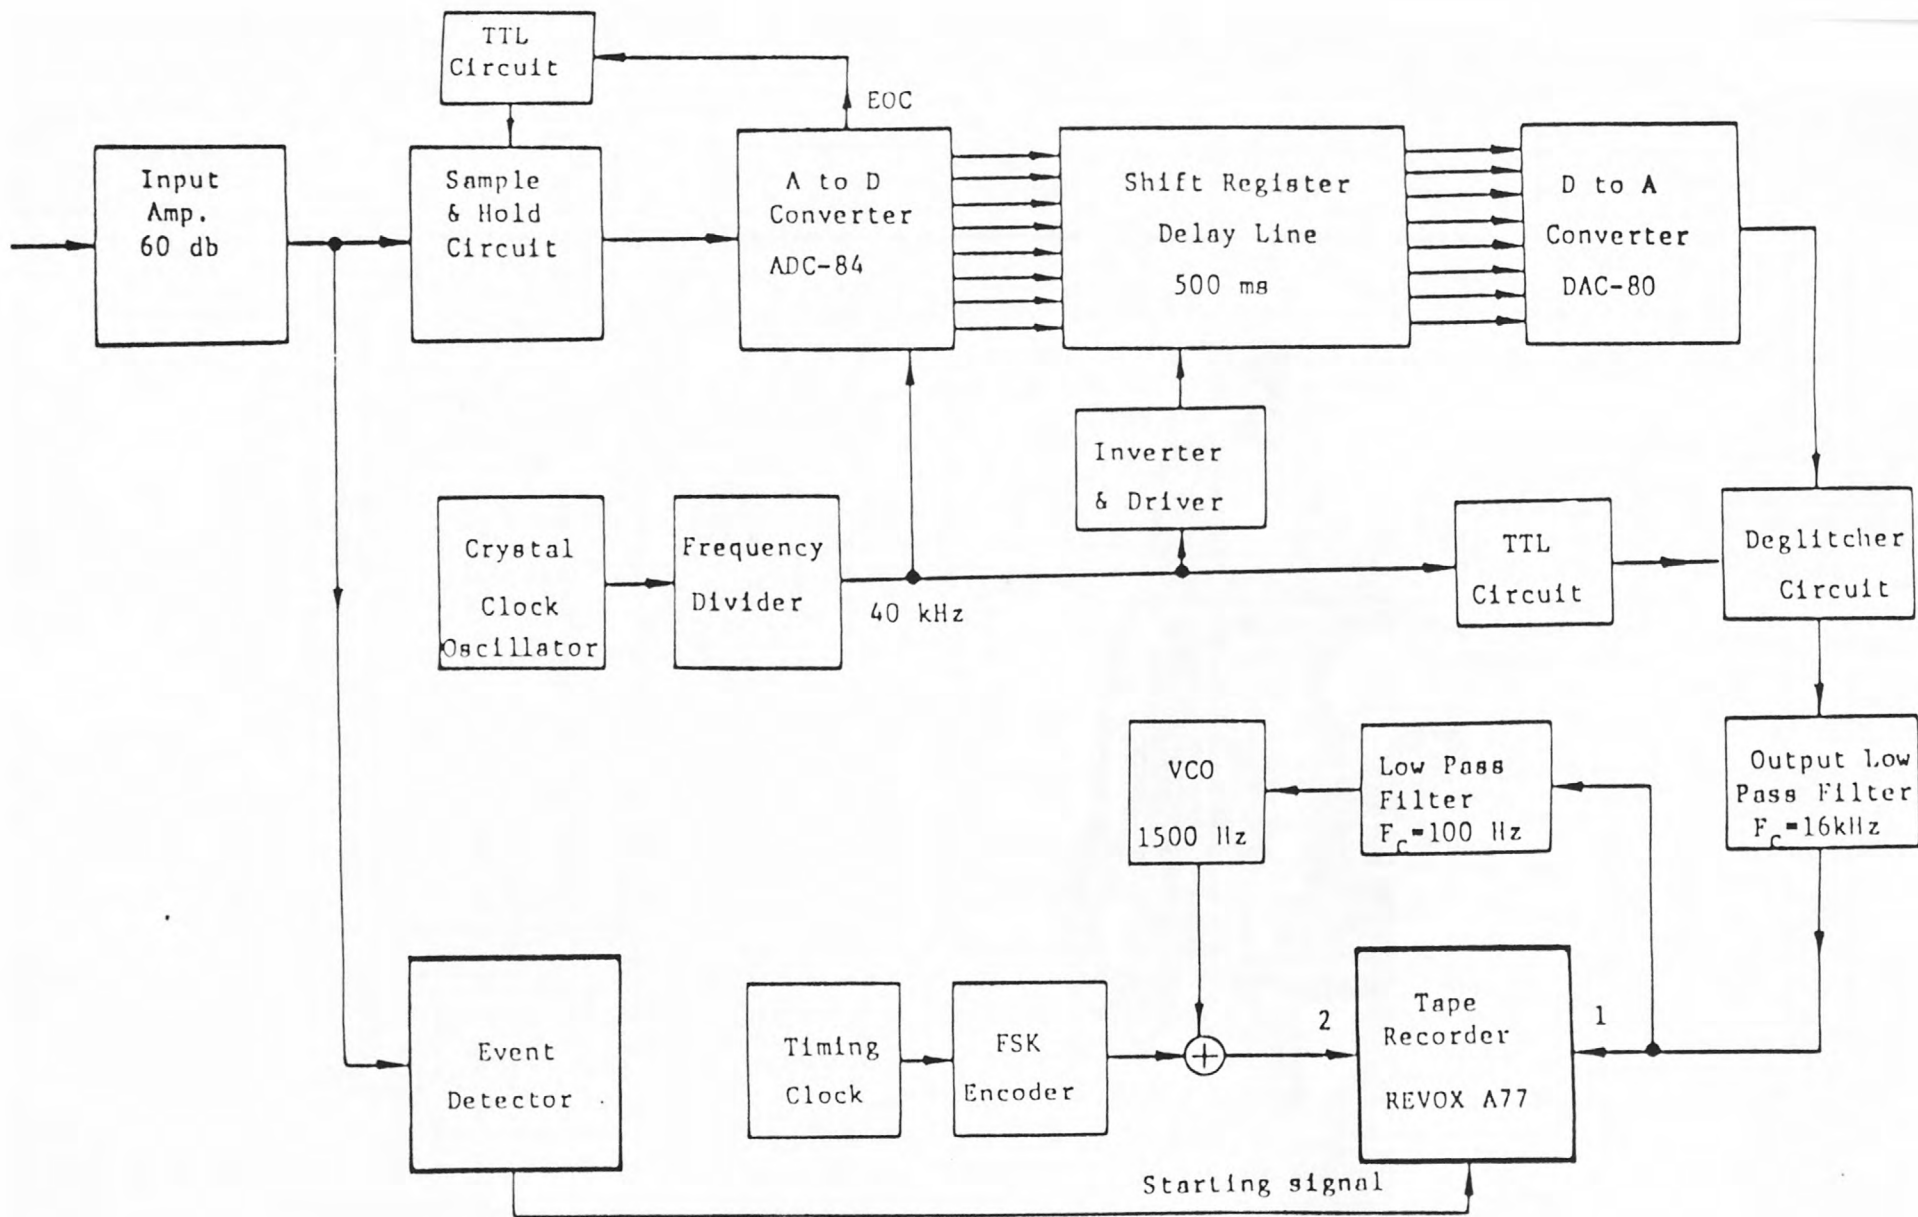 TTL
Circuit
EOC
Input
Amp.
60 db
Sample
& Hold
Circuit
A to D
Converter
ADC-84
Shift Register
Delay Line
500 ms
D to A
Converter
DAC-80
Inverter
& Driver
Crystal
Clock
Oscillator
Frequency
Divider
40 kHz
TTL
Circuit
Deglitcher
Circuit
VCO
1500 Hz
Low Pass
Filter
F_C=100 Hz
Output Low
Pass Filter
F_C=16kHz
Event
Detector
Timing
Clock
FSK
Encoder
+
2
Tape
Recorder
REVOX A77
1
Starting signal